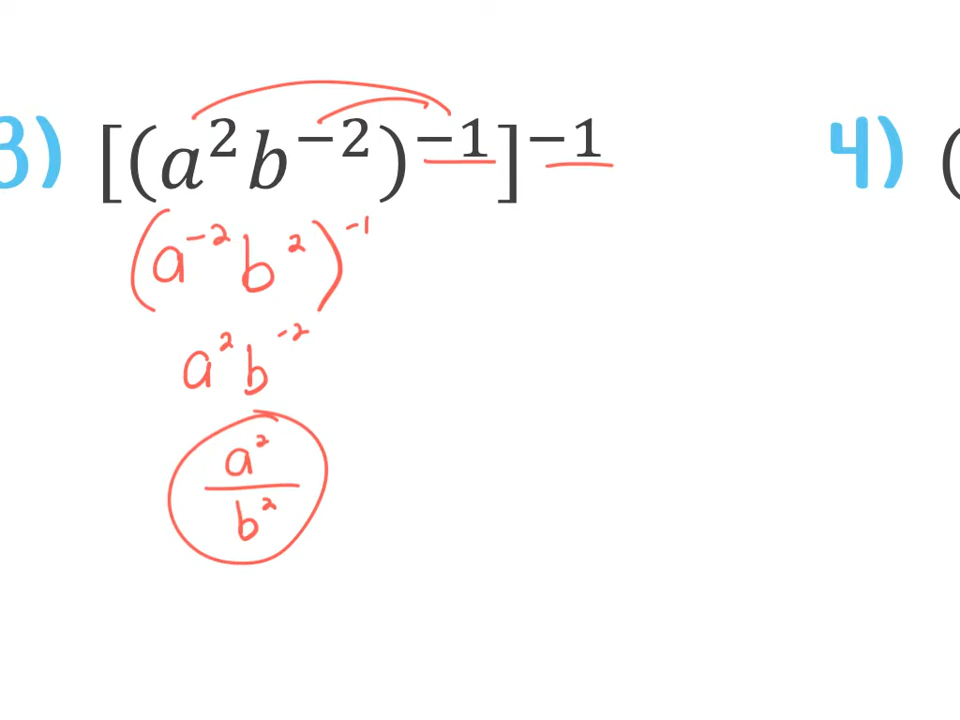 3) [(a²b⁻²)⁻¹]⁻¹
4) (
(a⁻²b²)⁻¹
a²b⁻²
a²
b²